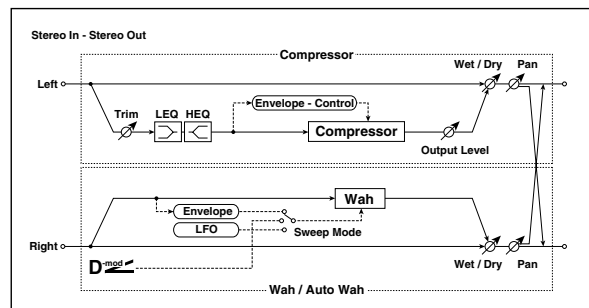 Stereo In - Stereo Out
Compressor
Wet / Dry Pan
Left
Envelope - Control
Trim LEQ HEQ
Compressor
Output Level
Wah
Envelope
LFO
Sweep Mode
Right
D-mod
Wet / Dry Pan
Wah / Auto Wah